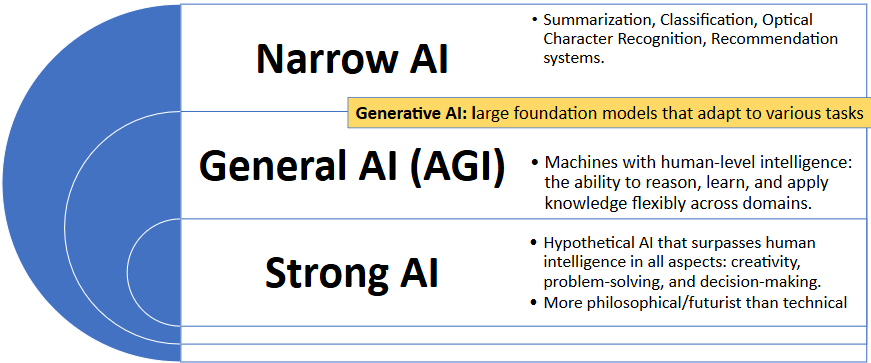 Narrow AI
• Summarization, Classification, Optical
Character Recognition, Recommendation
systems.
Generative AI: large foundation models that adapt to various tasks
General AI (AGI)
• Machines with human-level intelligence:
the ability to reason, learn, and apply
knowledge flexibly across domains.
Strong AI
• Hypothetical AI that surpasses human
intelligence in all aspects: creativity,
problem-solving, and decision-making.
• More philosophical/futurist than technical